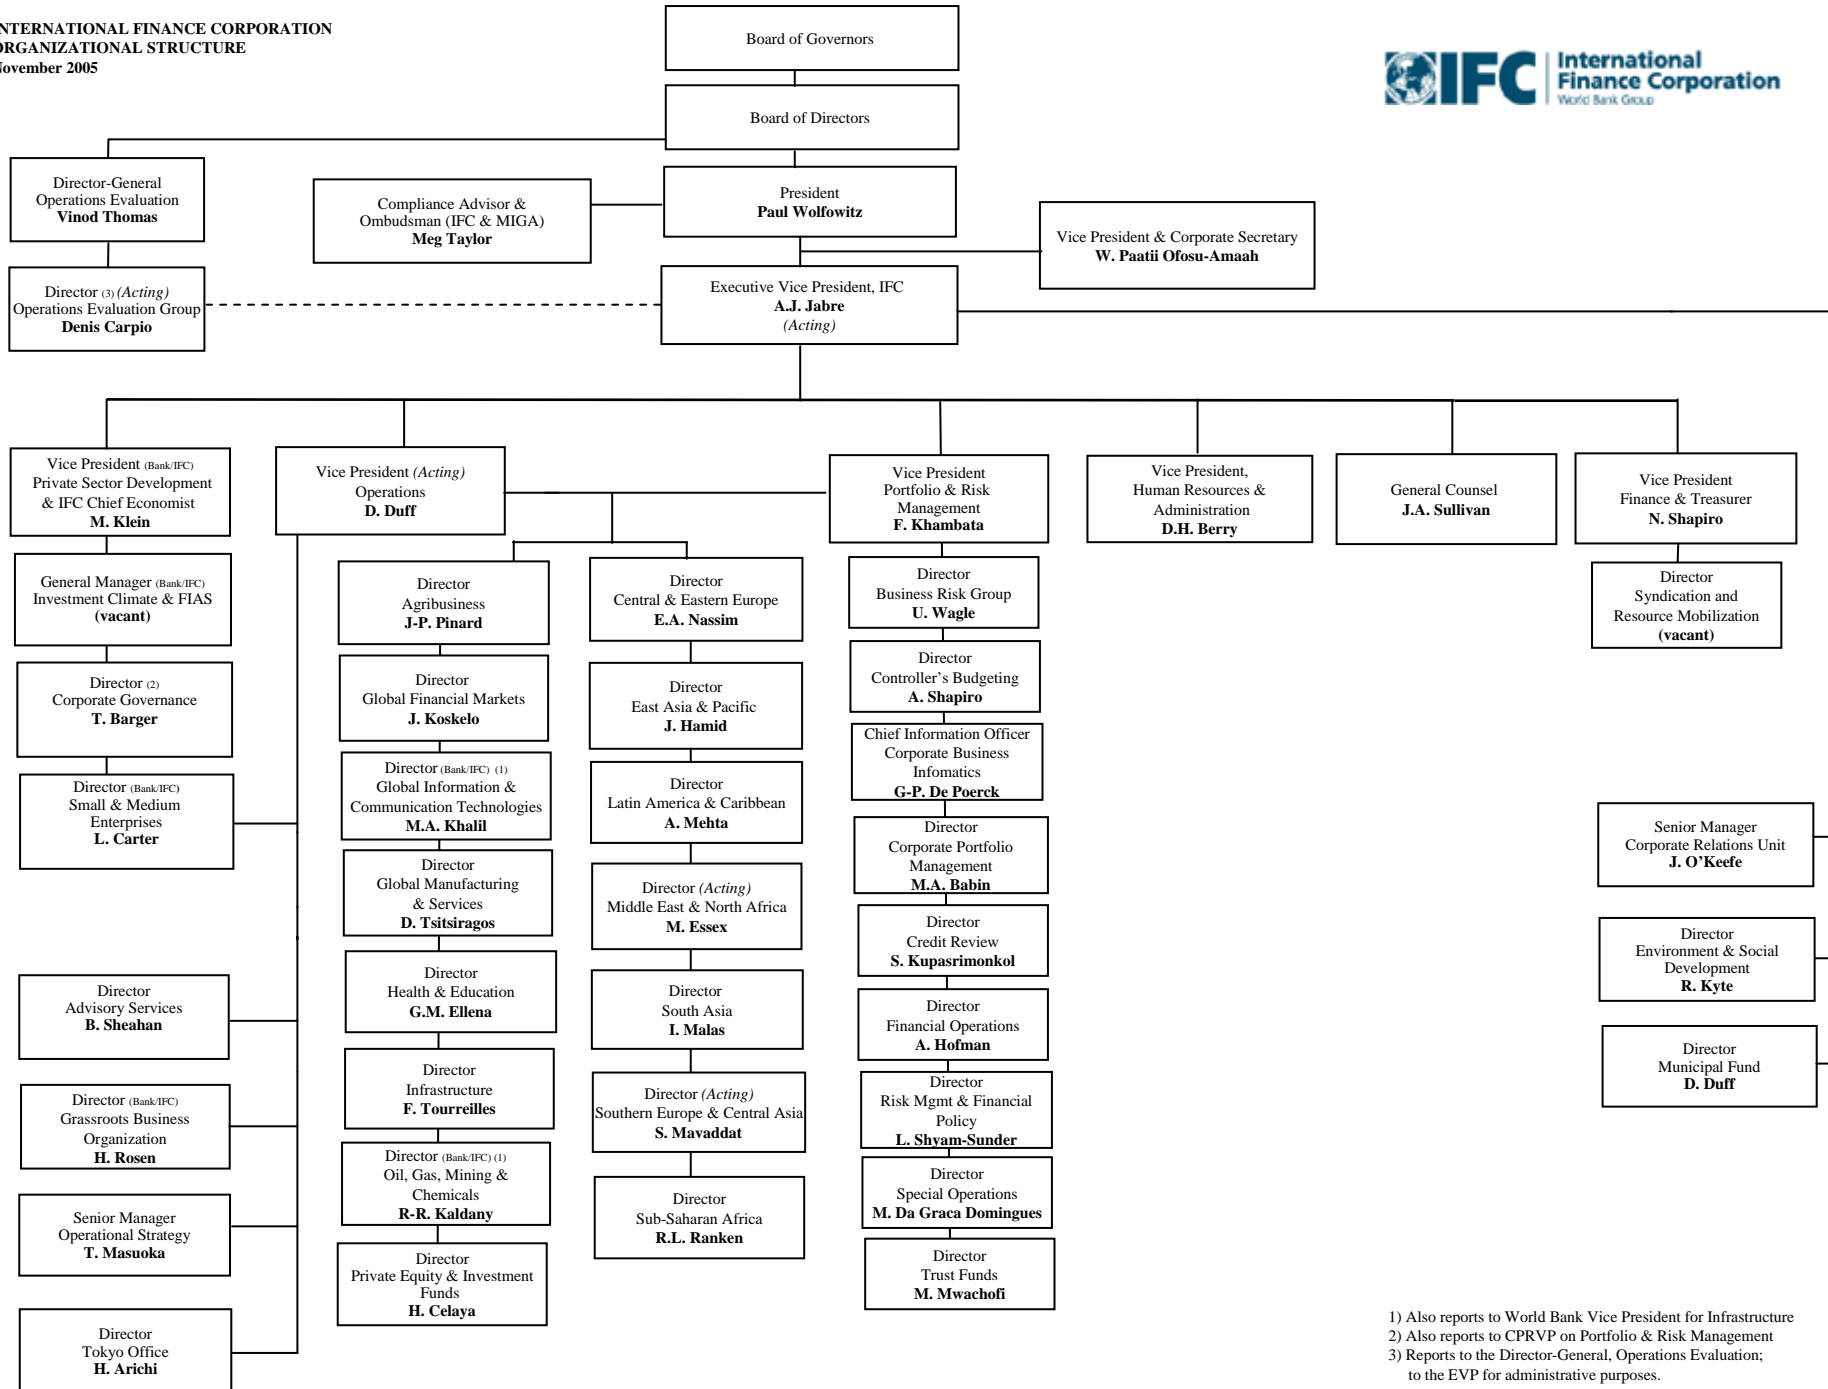 INTERNATIONAL FINANCE CORPORATION
ORGANIZATIONAL STRUCTURE
November 2005
Board of Governors
IFC
International
Finance Corporation
World Bank Group
Board of Directors
Director-General
Operations Evaluation
Vinod Thomas
Compliance Advisor &
Ombudsman (IFC & MIGA)
Meg Taylor
President
Paul Wolfowitz
Vice President & Corporate Secretary
W. Paatii Ofosu-Amaah
Director (3) (Acting)
Operations Evaluation Group
Denis Carpio
Executive Vice President, IFC
A.J. Jabre
(Acting)
Vice President (Bank/IFC)
Private Sector Development
& IFC Chief Economist
M. Klein
Vice President (Acting)
Operations
D. Duff
Vice President
Portfolio & Risk
Management
F. Khambata
Vice President,
Human Resources &
Administration
D.H. Berry
General Counsel
J.A. Sullivan
Vice President
Finance & Treasurer
N. Shapiro
General Manager (Bank/IFC)
Investment Climate & FIAS
(vacant)
Director (2)
Corporate Governance
T. Barger
Director (Bank/IFC)
Small & Medium
Enterprises
L. Carter
Director
Advisory Services
B. Sheahan
Director (Bank/IFC)
Grassroots Business
Organization
H. Rosen
Senior Manager
Operational Strategy
T. Masuoka
Director
Tokyo Office
H. Arichi
Director
Agribusiness
J-P. Pinard
Director
Global Financial Markets
J. Koskelo
Director (Bank/IFC) (1)
Global Information &
Communication Technologies
M.A. Khalil
Director
Global Manufacturing
& Services
D. Tsitsiragos
Director
Health & Education
G.M. Ellena
Director
Infrastructure
F. Tourreilles
Director (Bank/IFC) (1)
Oil, Gas, Mining &
Chemicals
R-R. Kaldany
Director
Private Equity & Investment
Funds
H. Celaya
Director
Central & Eastern Europe
E.A. Nassim
Director
East Asia & Pacific
J. Hamid
Director
Latin America & Caribbean
A. Mehta
Director (Acting)
Middle East & North Africa
M. Essex
Director
South Asia
I. Malas
Director (Acting)
Southern Europe & Central Asia
S. Mavaddat
Director
Sub-Saharan Africa
R.L. Ranken
Director
Business Risk Group
U. Wagle
Director
Controller's Budgeting
A. Shapiro
Chief Information Officer
Corporate Business
Infomatics
G-P. De Poerck
Director
Corporate Portfolio
Management
M.A. Babin
Director
Credit Review
S. Kupasrimonkol
Director
Financial Operations
A. Hofman
Director
Risk Mgmt & Financial
Policy
L. Shyam-Sunder
Director
Special Operations
M. Da Graca Domingues
Director
Trust Funds
M. Mwachofi
Director
Syndication and
Resource Mobilization
(vacant)
Senior Manager
Corporate Relations Unit
J. O'Keefe
Director
Environment & Social
Development
R. Kyte
Director
Municipal Fund
D. Duff
1) Also reports to World Bank Vice President for Infrastructure
2) Also reports to CPRVP on Portfolio & Risk Management
3) Reports to the Director-General, Operations Evaluation;
to the EVP for administrative purposes.